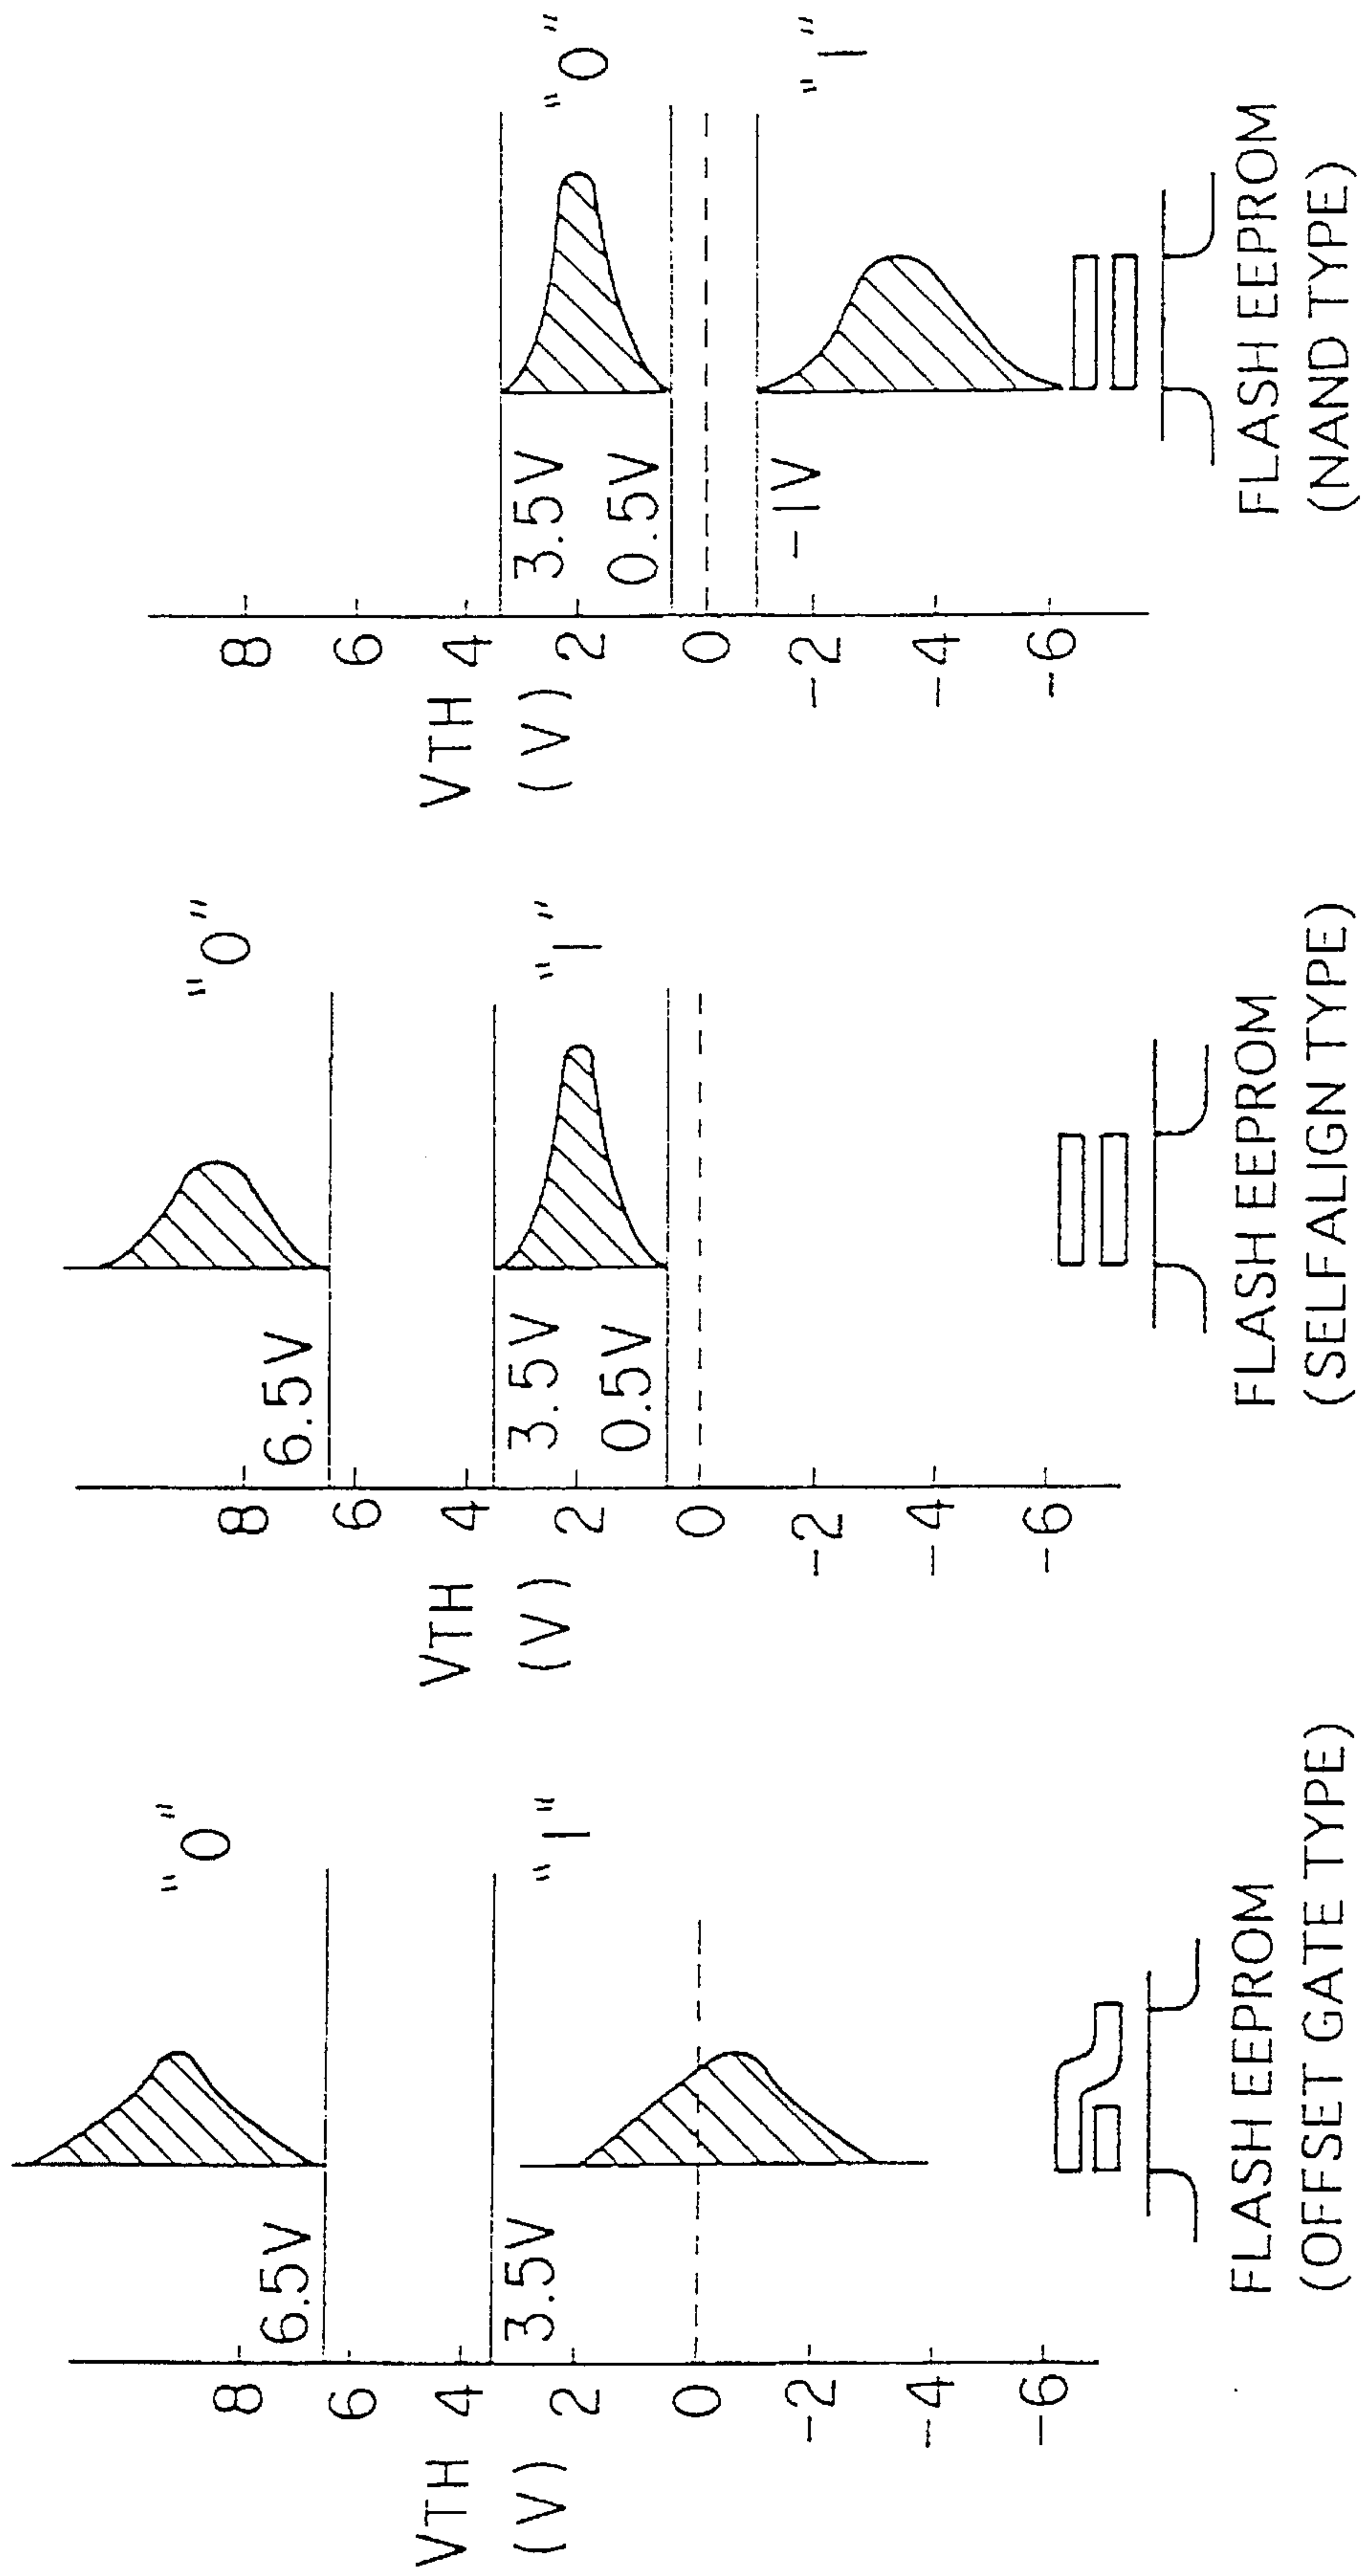 VTH
(V)
8
6
4
2
0
-2
-4
-6
6.5V
3.5V
"0"
"1"
FLASH EEPROM
(OFFSET GATE TYPE)
VTH
(V)
8
6
4
2
0
-2
-4
-6
6.5V
3.5V
0.5V
"0"
"1"
FLASH EEPROM
(SELF ALIGN TYPE)
VTH
(V)
8
6
4
2
0
-2
-4
-6
3.5V
0.5V
-1V
"0"
"1"
FLASH EEPROM
(NAND TYPE)